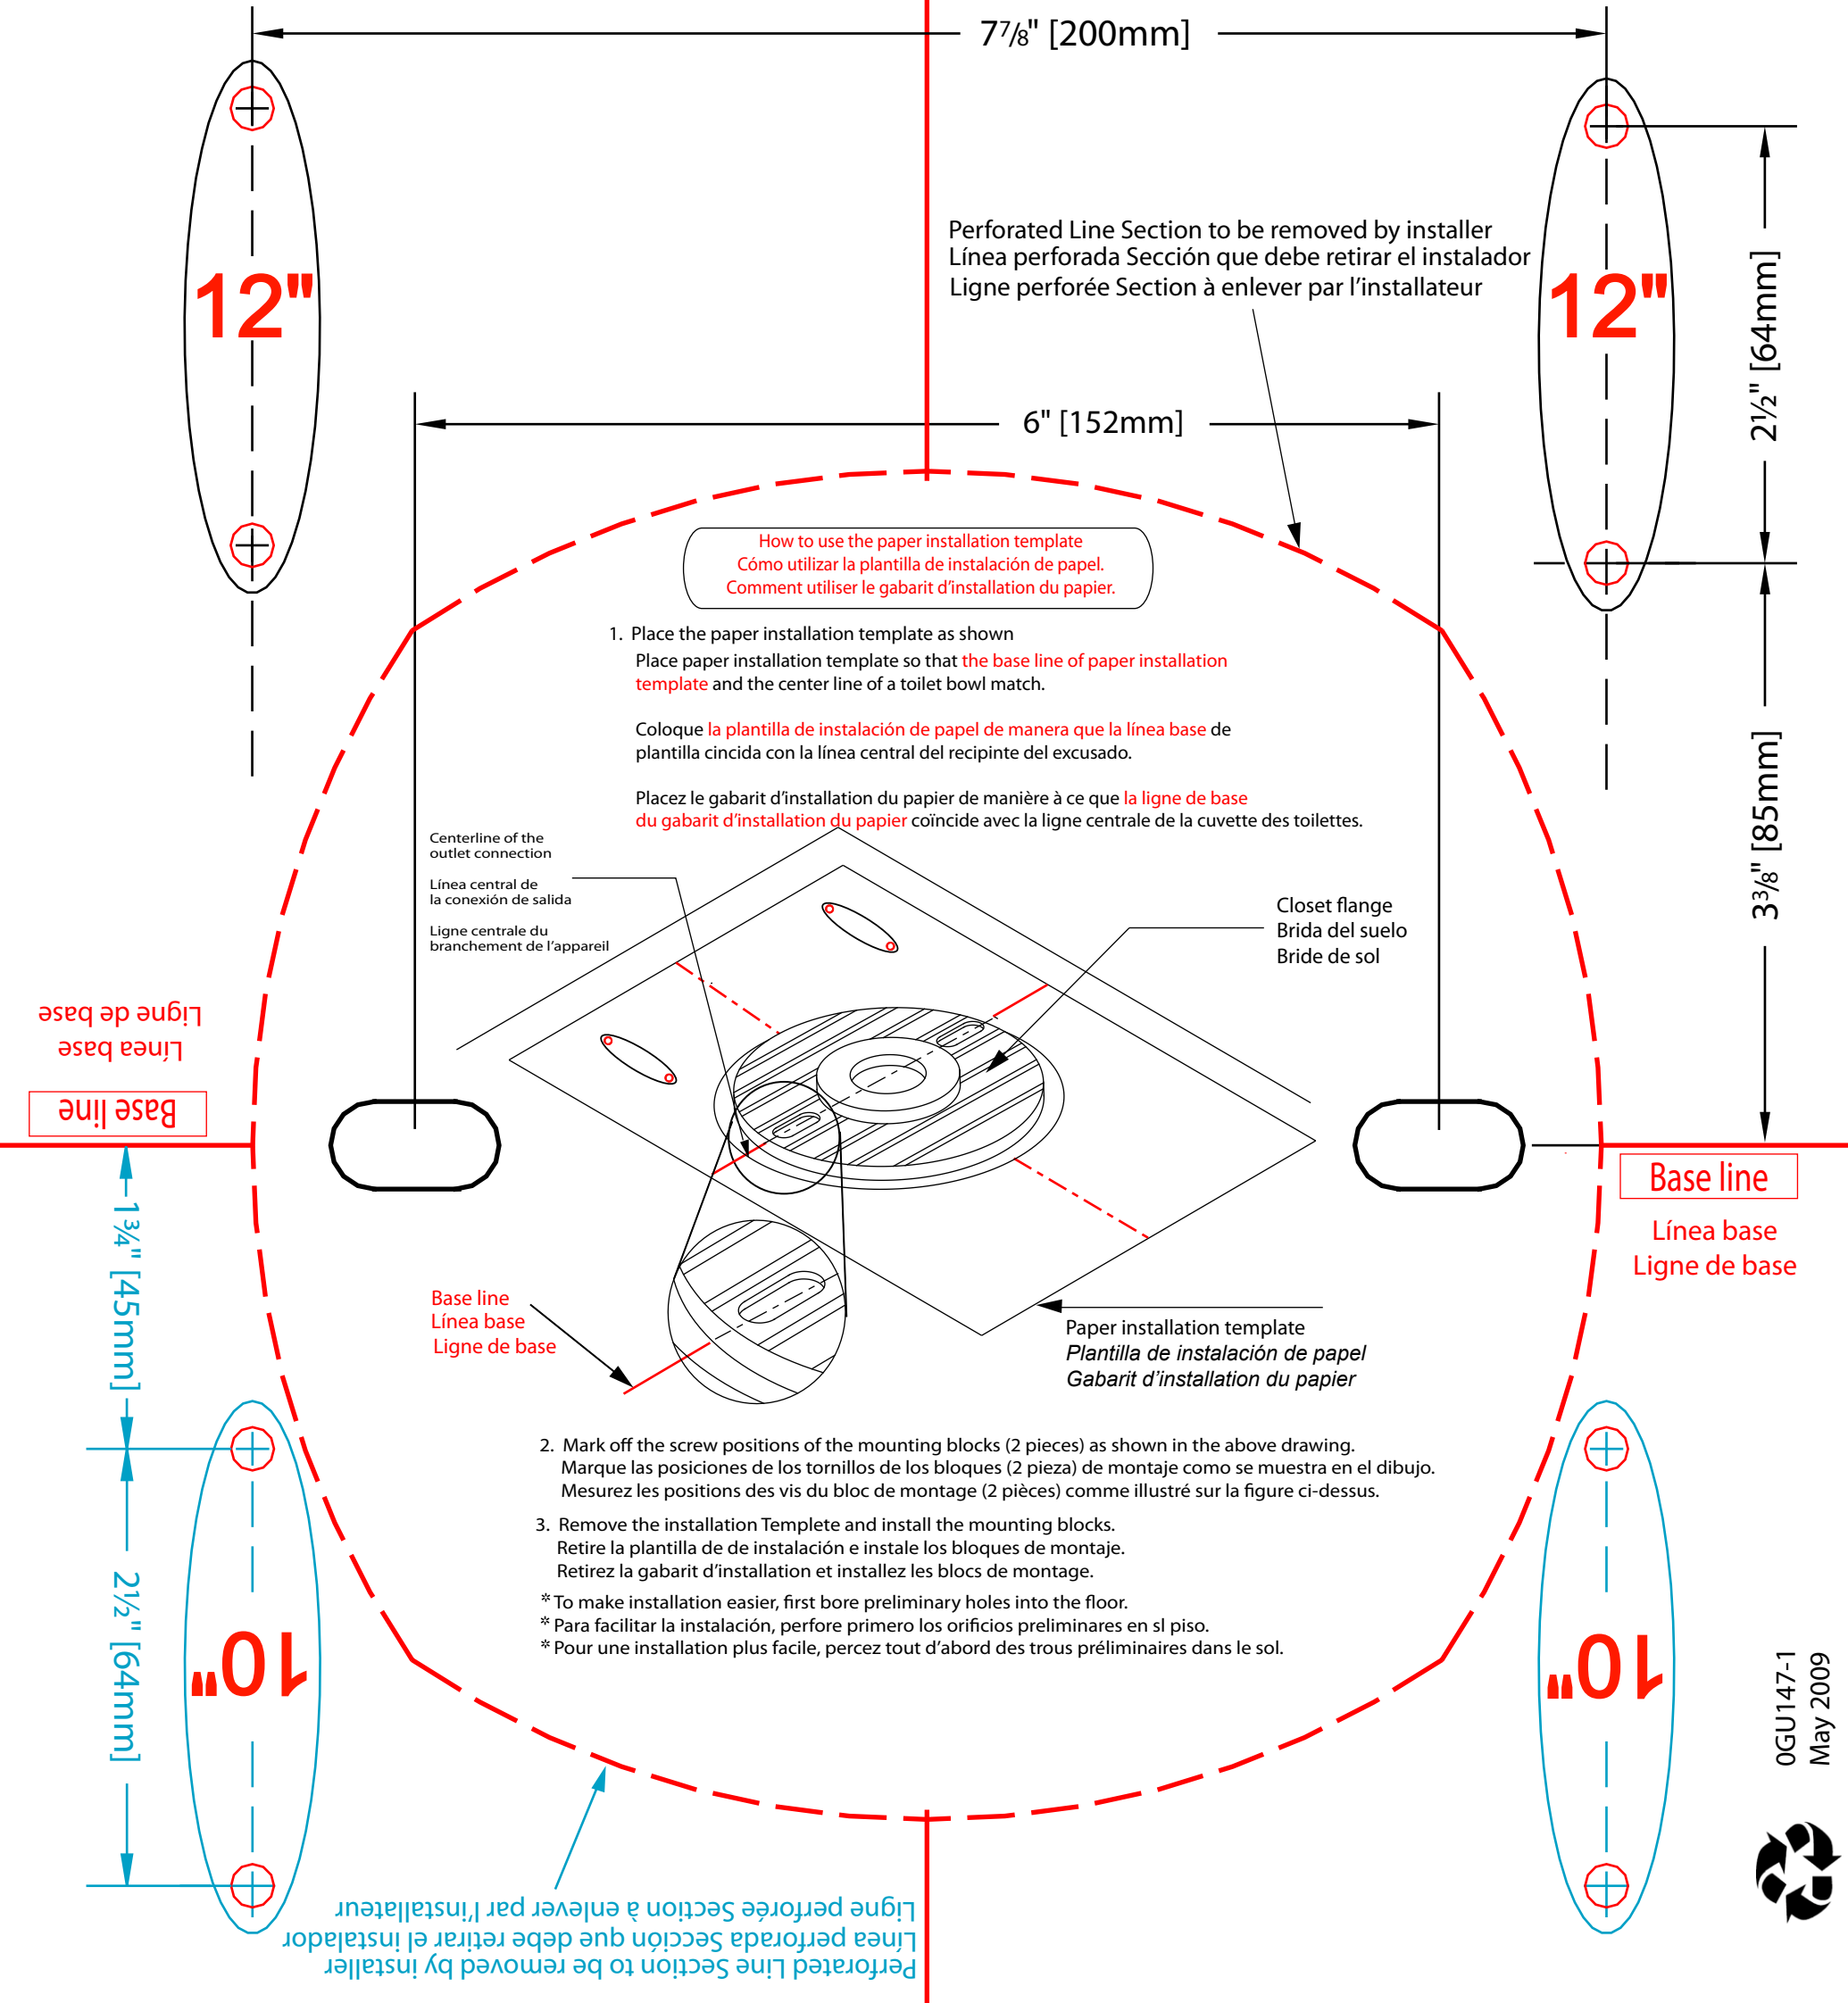 7⅞" [200mm]
12"
12"
Perforated Line Section to be removed by installer
Línea perforada Sección que debe retirar el instalador
Ligne perforée Section à enlever par l'installateur
2½" [64mm]
6" [152mm]
How to use the paper installation template
Cómo utilizar la plantilla de instalación de papel.
Comment utiliser le gabarit d'installation du papier.
1. Place the paper installation template as shown
Place paper installation template so that the base line of paper installation
template and the center line of a toilet bowl match.
Coloque la plantilla de instalación de papel de manera que la línea base de
plantilla cincida con la línea central del recipinte del excusado.
Placez le gabarit d'installation du papier de manière à ce que la ligne de base
du gabarit d'installation du papier coïncide avec la ligne centrale de la cuvette des toilettes.
3⅜" [85mm]
Centerline of the
outlet connection
Línea central de
la conexión de salida
Ligne centrale du
branchement de l'appareil
Closet flange
Brida del suelo
Bride de sol
Base line
Línea base
Ligne de base
Base line
Línea base
Ligne de base
1¾" [45mm]
Base line
Línea base
Ligne de base
Paper installation template
Plantilla de instalación de papel
Gabarit d'installation du papier
2. Mark off the screw positions of the mounting blocks (2 pieces) as shown in the above drawing.
Marque las posiciones de los tornillos de los bloques (2 pieza) de montaje como se muestra en el dibujo.
Mesurez les positions des vis du bloc de montage (2 pièces) comme illustré sur la figure ci-dessus.
3. Remove the installation Templete and install the mounting blocks.
Retire la plantilla de de instalación e instale los bloques de montaje.
Retirez la gabarit d'installation et installez les blocs de montage.
* To make installation easier, first bore preliminary holes into the floor.
* Para facilitar la instalación, perfore primero los orificios preliminares en sl piso.
* Pour une installation plus facile, percez tout d'abord des trous préliminaires dans le sol.
2½" [64mm]
10"
10"
0GU147-1
May 2009
Perforated Line Section to be removed by installer
Línea perforada Sección que debe retirar el instalador
Ligne perforée Section à enlever par l'installateur